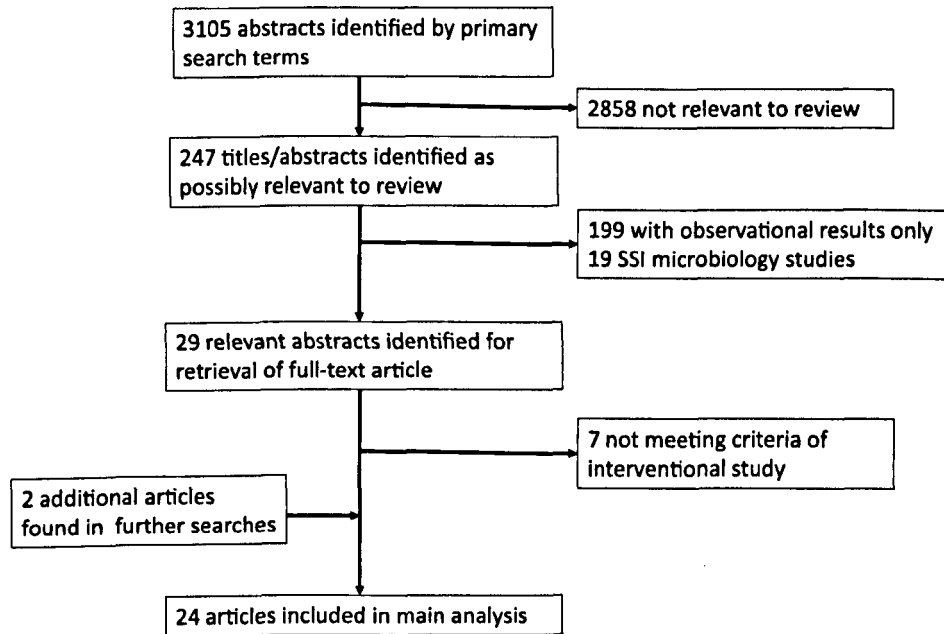 3105 abstracts identified by primary
search terms
2858 not relevant to review
247 titles/abstracts identified as
possibly relevant to review
199 with observational results only
19 SSI microbiology studies
29 relevant abstracts identified for
retrieval of full-text article
7 not meeting criteria of
interventional study
2 additional articles
found in further searches
24 articles included in main analysis